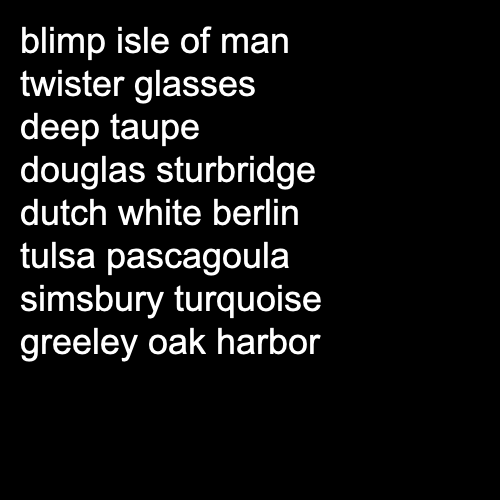 blimp isle of man
twister glasses
deep taupe
douglas sturbridge
dutch white berlin
tulsa pascagoula
simsbury turquoise
greeley oak harbor